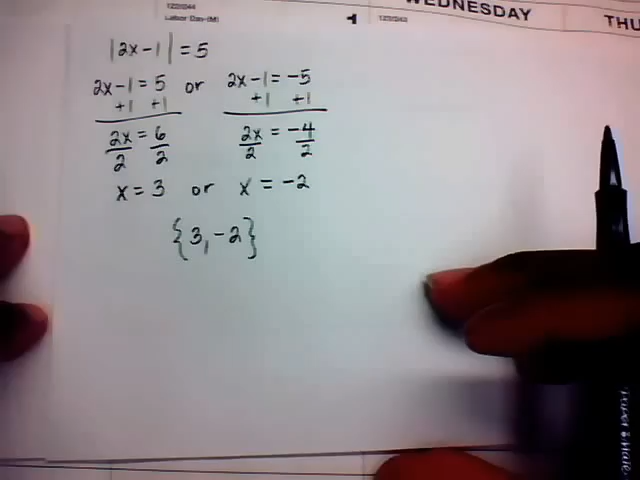 WEDNESDAY
THU
Labor Day (M)
|2x-1| = 5
2x-1=5 or 2x-1=-5
+1 +1 +1 +1
2x/2 = 6/2 2x/2 = -4/2
x = 3 or x = -2
{3,-2}